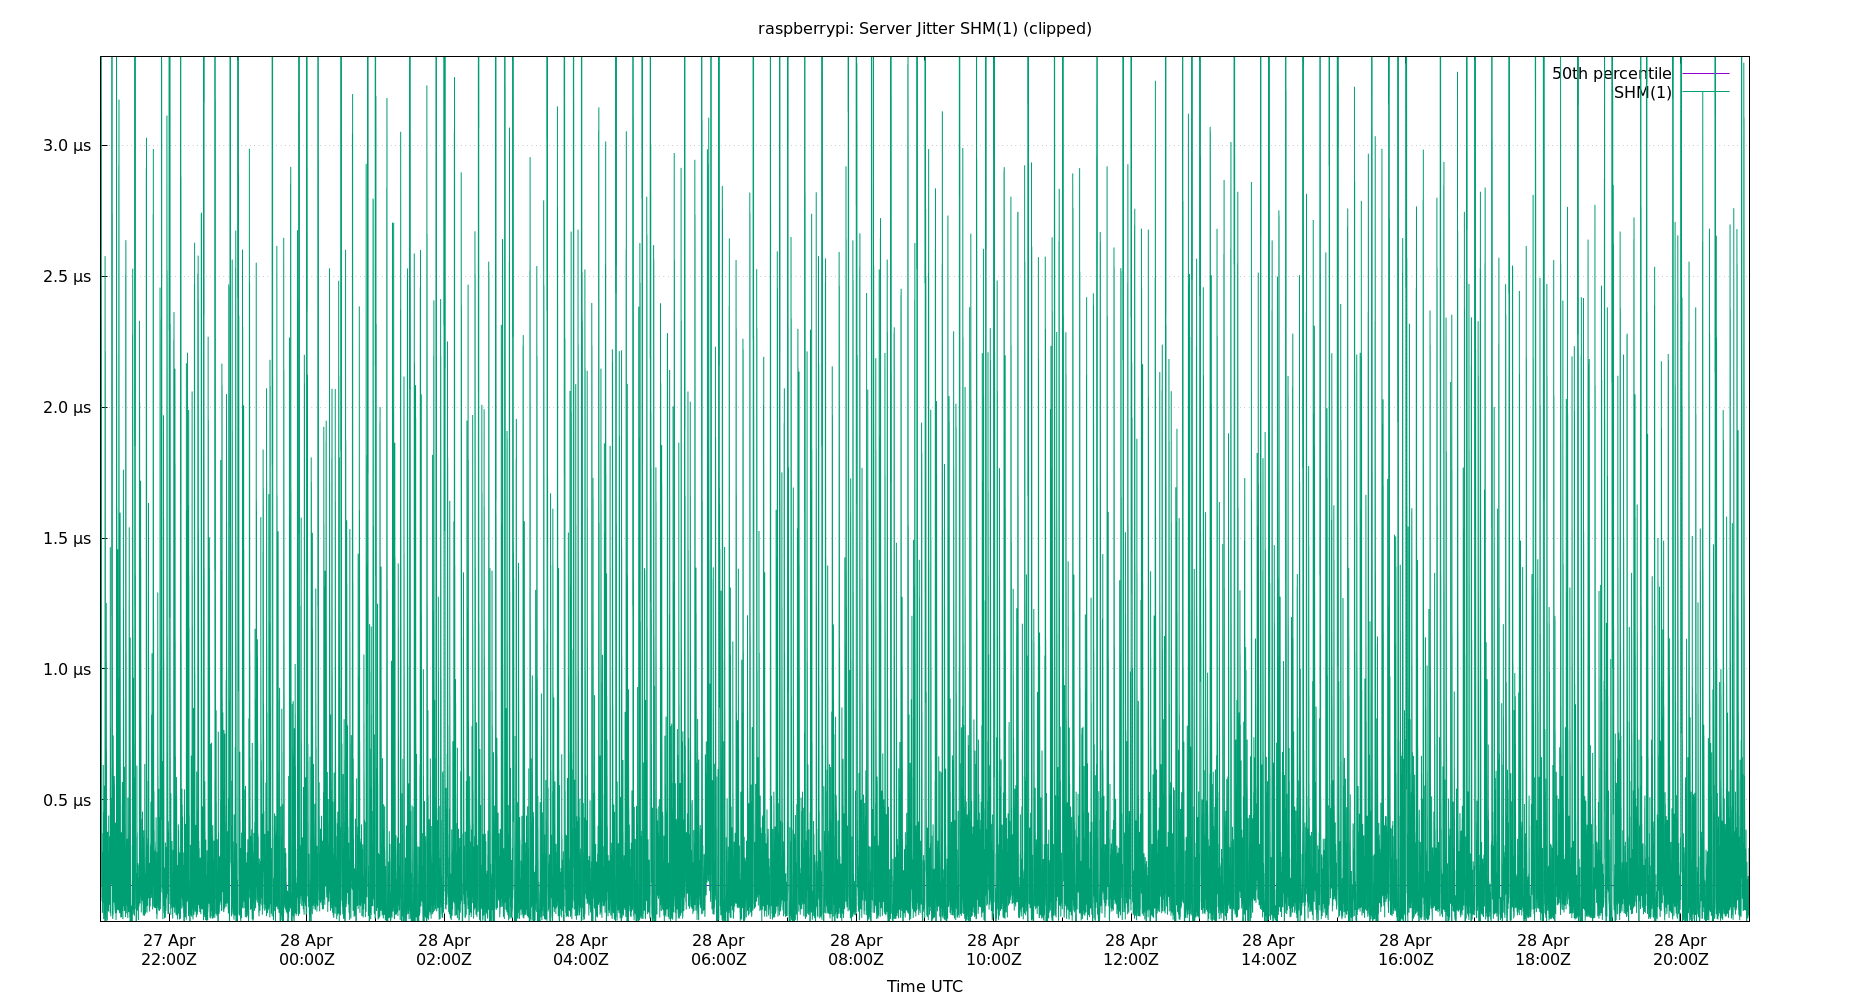 raspberrypi: Server Jitter SHM(1) (clipped)
50th percentile
SHM(1)
3.0 µs
2.5 µs
2.0 µs
1.5 µs
1.0 µs
0.5 µs
27 Apr 28 Apr 28 Apr 28 Apr 28 Apr 28 Apr 28 Apr 28 Apr 28 Apr 28 Apr 28 Apr 28 Apr
22:00Z 00:00Z 02:00Z 04:00Z 06:00Z 08:00Z 10:00Z 12:00Z 14:00Z 16:00Z 18:00Z 20:00Z
Time UTC